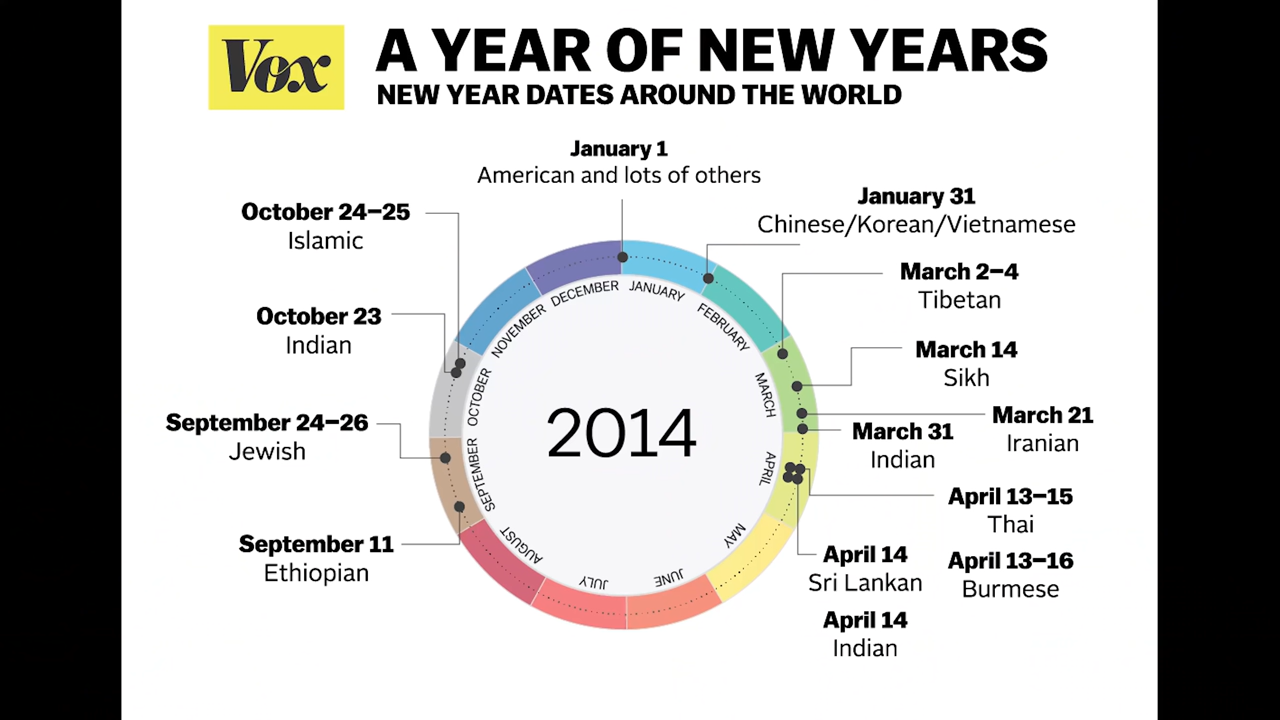 Vox
A YEAR OF NEW YEARS
NEW YEAR DATES AROUND THE WORLD
January 1
American and lots of others
January 31
Chinese/Korean/Vietnamese
March 2–4
Tibetan
March 14
Sikh
March 21
Iranian
March 31
Indian
April 13–15
Thai
April 13–16
Burmese
April 14
Sri Lankan
April 14
Indian
September 11
Ethiopian
September 24–26
Jewish
October 23
Indian
October 24–25
Islamic
JANUARY
FEBRUARY
MARCH
APRIL
MAY
JUNE
JULY
AUGUST
SEPTEMBER
OCTOBER
NOVEMBER
DECEMBER
2014